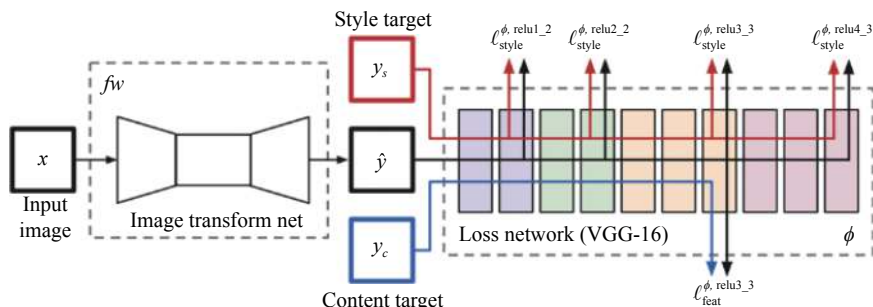 Style target
ℓ style ϕ, relu1_2
ℓ style ϕ, relu2_2
ℓ style ϕ, relu3_3
ℓ style ϕ, relu4_3
y_s
fw
x
ŷ
Input
image
Image transform net
y_c
Loss network (VGG-16)
ϕ
Content target
ℓ feat ϕ, relu3_3